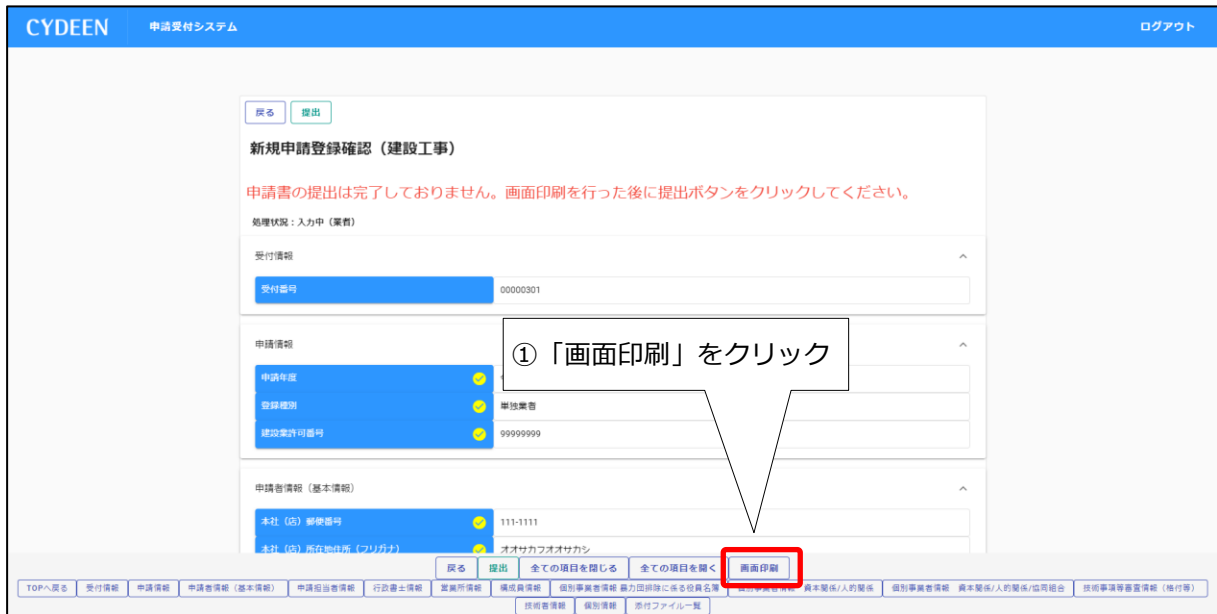 CYDEEN 申請受付システム ログアウト
戻る 提出
新規申請登録確認（建設工事）
申請書の提出は完了しておりません。画面印刷を行った後に提出ボタンをクリックしてください。
処理状況：入力中（業者）
受付情報
受付番号 00000301
申請情報
①「画面印刷」をクリック
申請年度
登録種別 単独業者
建設業許可番号 99999999
申請者情報（基本情報）
本社（店）郵便番号 111-1111
本社（店）所在地住所（フリガナ） オオサカフオオサカシ
戻る 提出 全ての項目を閉じる 全ての項目を開く 画面印刷
TOPへ戻る 受付情報 申請情報 申請者情報（基本情報） 申請担当者情報 行政書士情報 営業所情報 構成員情報 個別事業者情報 暴力団排除に係る役員名簿 個別事業者情報 資本関係/人的関係 個別事業者情報 資本関係/人的関係/協同組合 技術事項等審査情報（格付等）
技術者情報 個別情報 添付ファイル一覧